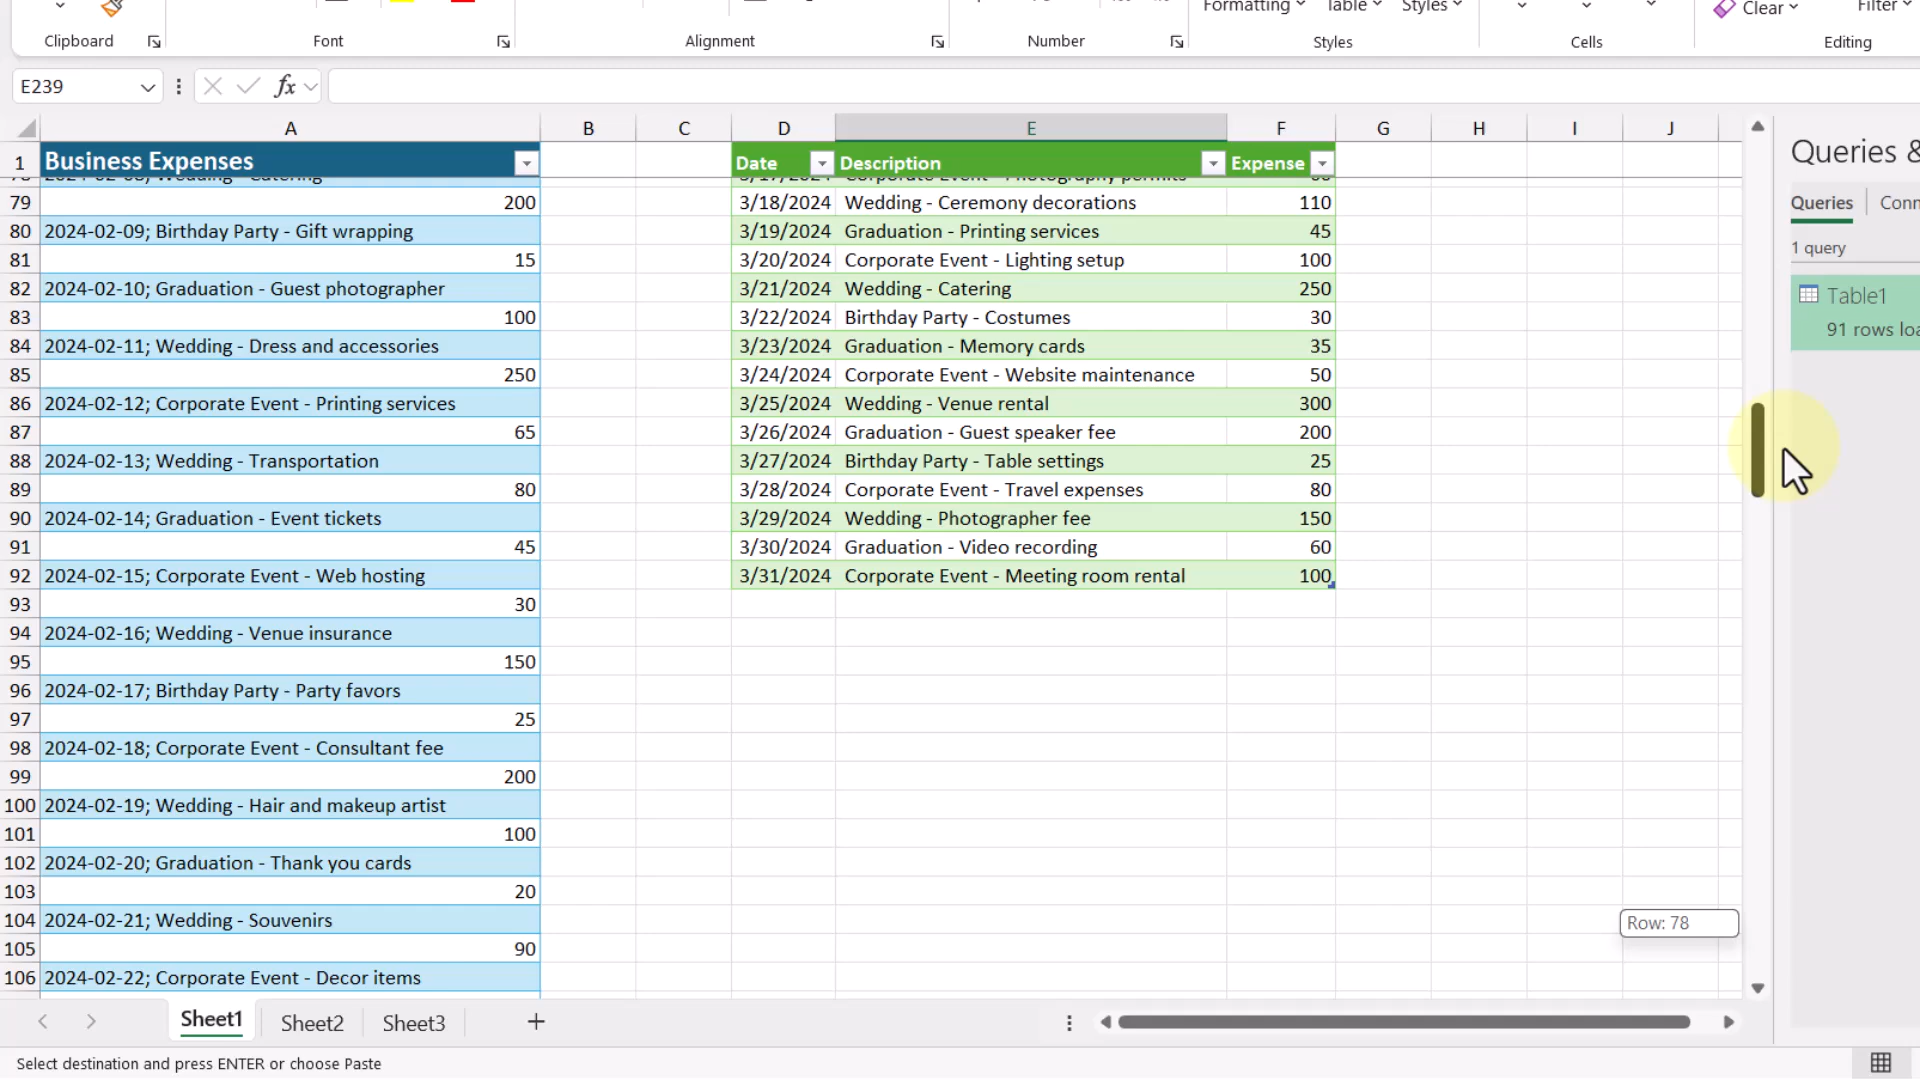 Formatting Table Styles Clear Filter
Clipboard Font Alignment Number Styles Cells Editing
E239 fx
A B C D E F G H I J
1 Business Expenses Date Description Expense
79 200 3/18/2024 Wedding - Ceremony decorations 110
80 2024-02-09; Birthday Party - Gift wrapping 3/19/2024 Graduation - Printing services 45
81 15 3/20/2024 Corporate Event - Lighting setup 100
82 2024-02-10; Graduation - Guest photographer 3/21/2024 Wedding - Catering 250
83 100 3/22/2024 Birthday Party - Costumes 30
84 2024-02-11; Wedding - Dress and accessories 3/23/2024 Graduation - Memory cards 35
85 250 3/24/2024 Corporate Event - Website maintenance 50
86 2024-02-12; Corporate Event - Printing services 3/25/2024 Wedding - Venue rental 300
87 65 3/26/2024 Graduation - Guest speaker fee 200
88 2024-02-13; Wedding - Transportation 3/27/2024 Birthday Party - Table settings 25
89 80 3/28/2024 Corporate Event - Travel expenses 80
90 2024-02-14; Graduation - Event tickets 3/29/2024 Wedding - Photographer fee 150
91 45 3/30/2024 Graduation - Video recording 60
92 2024-02-15; Corporate Event - Web hosting 3/31/2024 Corporate Event - Meeting room rental 100
93 30
94 2024-02-16; Wedding - Venue insurance
95 150
96 2024-02-17; Birthday Party - Party favors
97 25
98 2024-02-18; Corporate Event - Consultant fee
99 200
100 2024-02-19; Wedding - Hair and makeup artist
101 100
102 2024-02-20; Graduation - Thank you cards
103 20
104 2024-02-21; Wedding - Souvenirs
105 90
106 2024-02-22; Corporate Event - Decor items
Row: 78
Queries &
Queries Conn
1 query
Table1
91 rows loa
Sheet1 Sheet2 Sheet3 +
Select destination and press ENTER or choose Paste